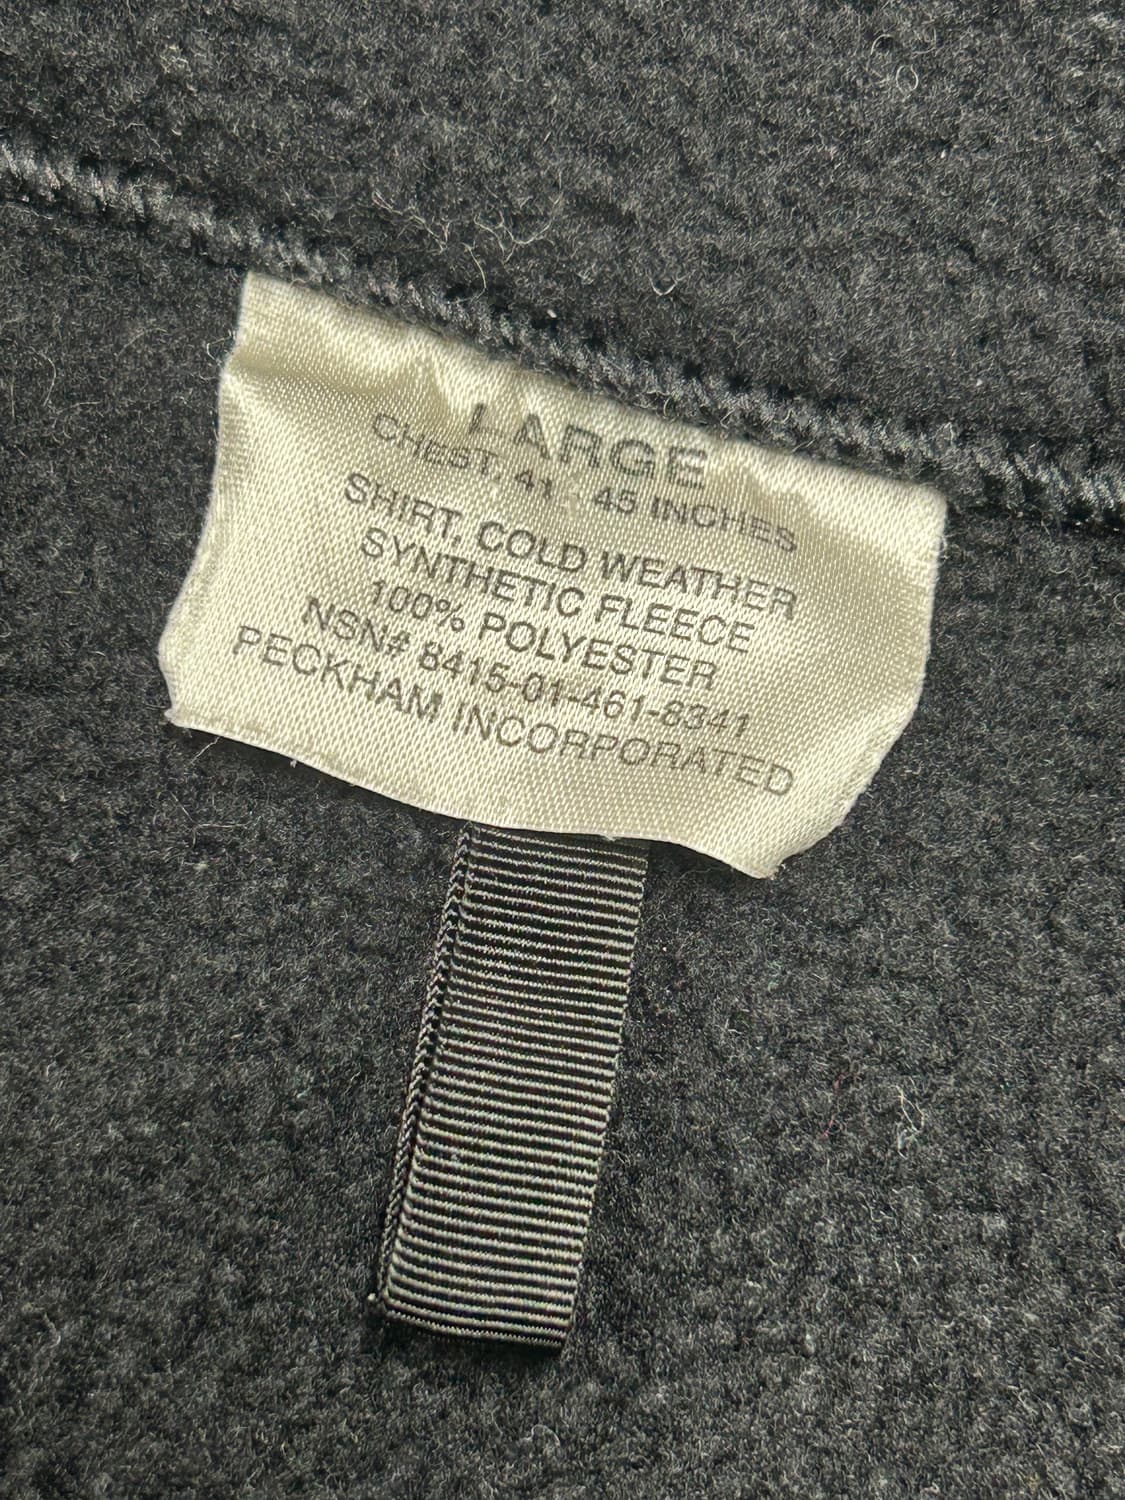 LARGE
CHEST, 41 - 45 INCHES
SHIRT, COLD WEATHER
SYNTHETIC FLEECE
100% POLYESTER
NSN# 8415-01-461-8341
PECKHAM INCORPORATED